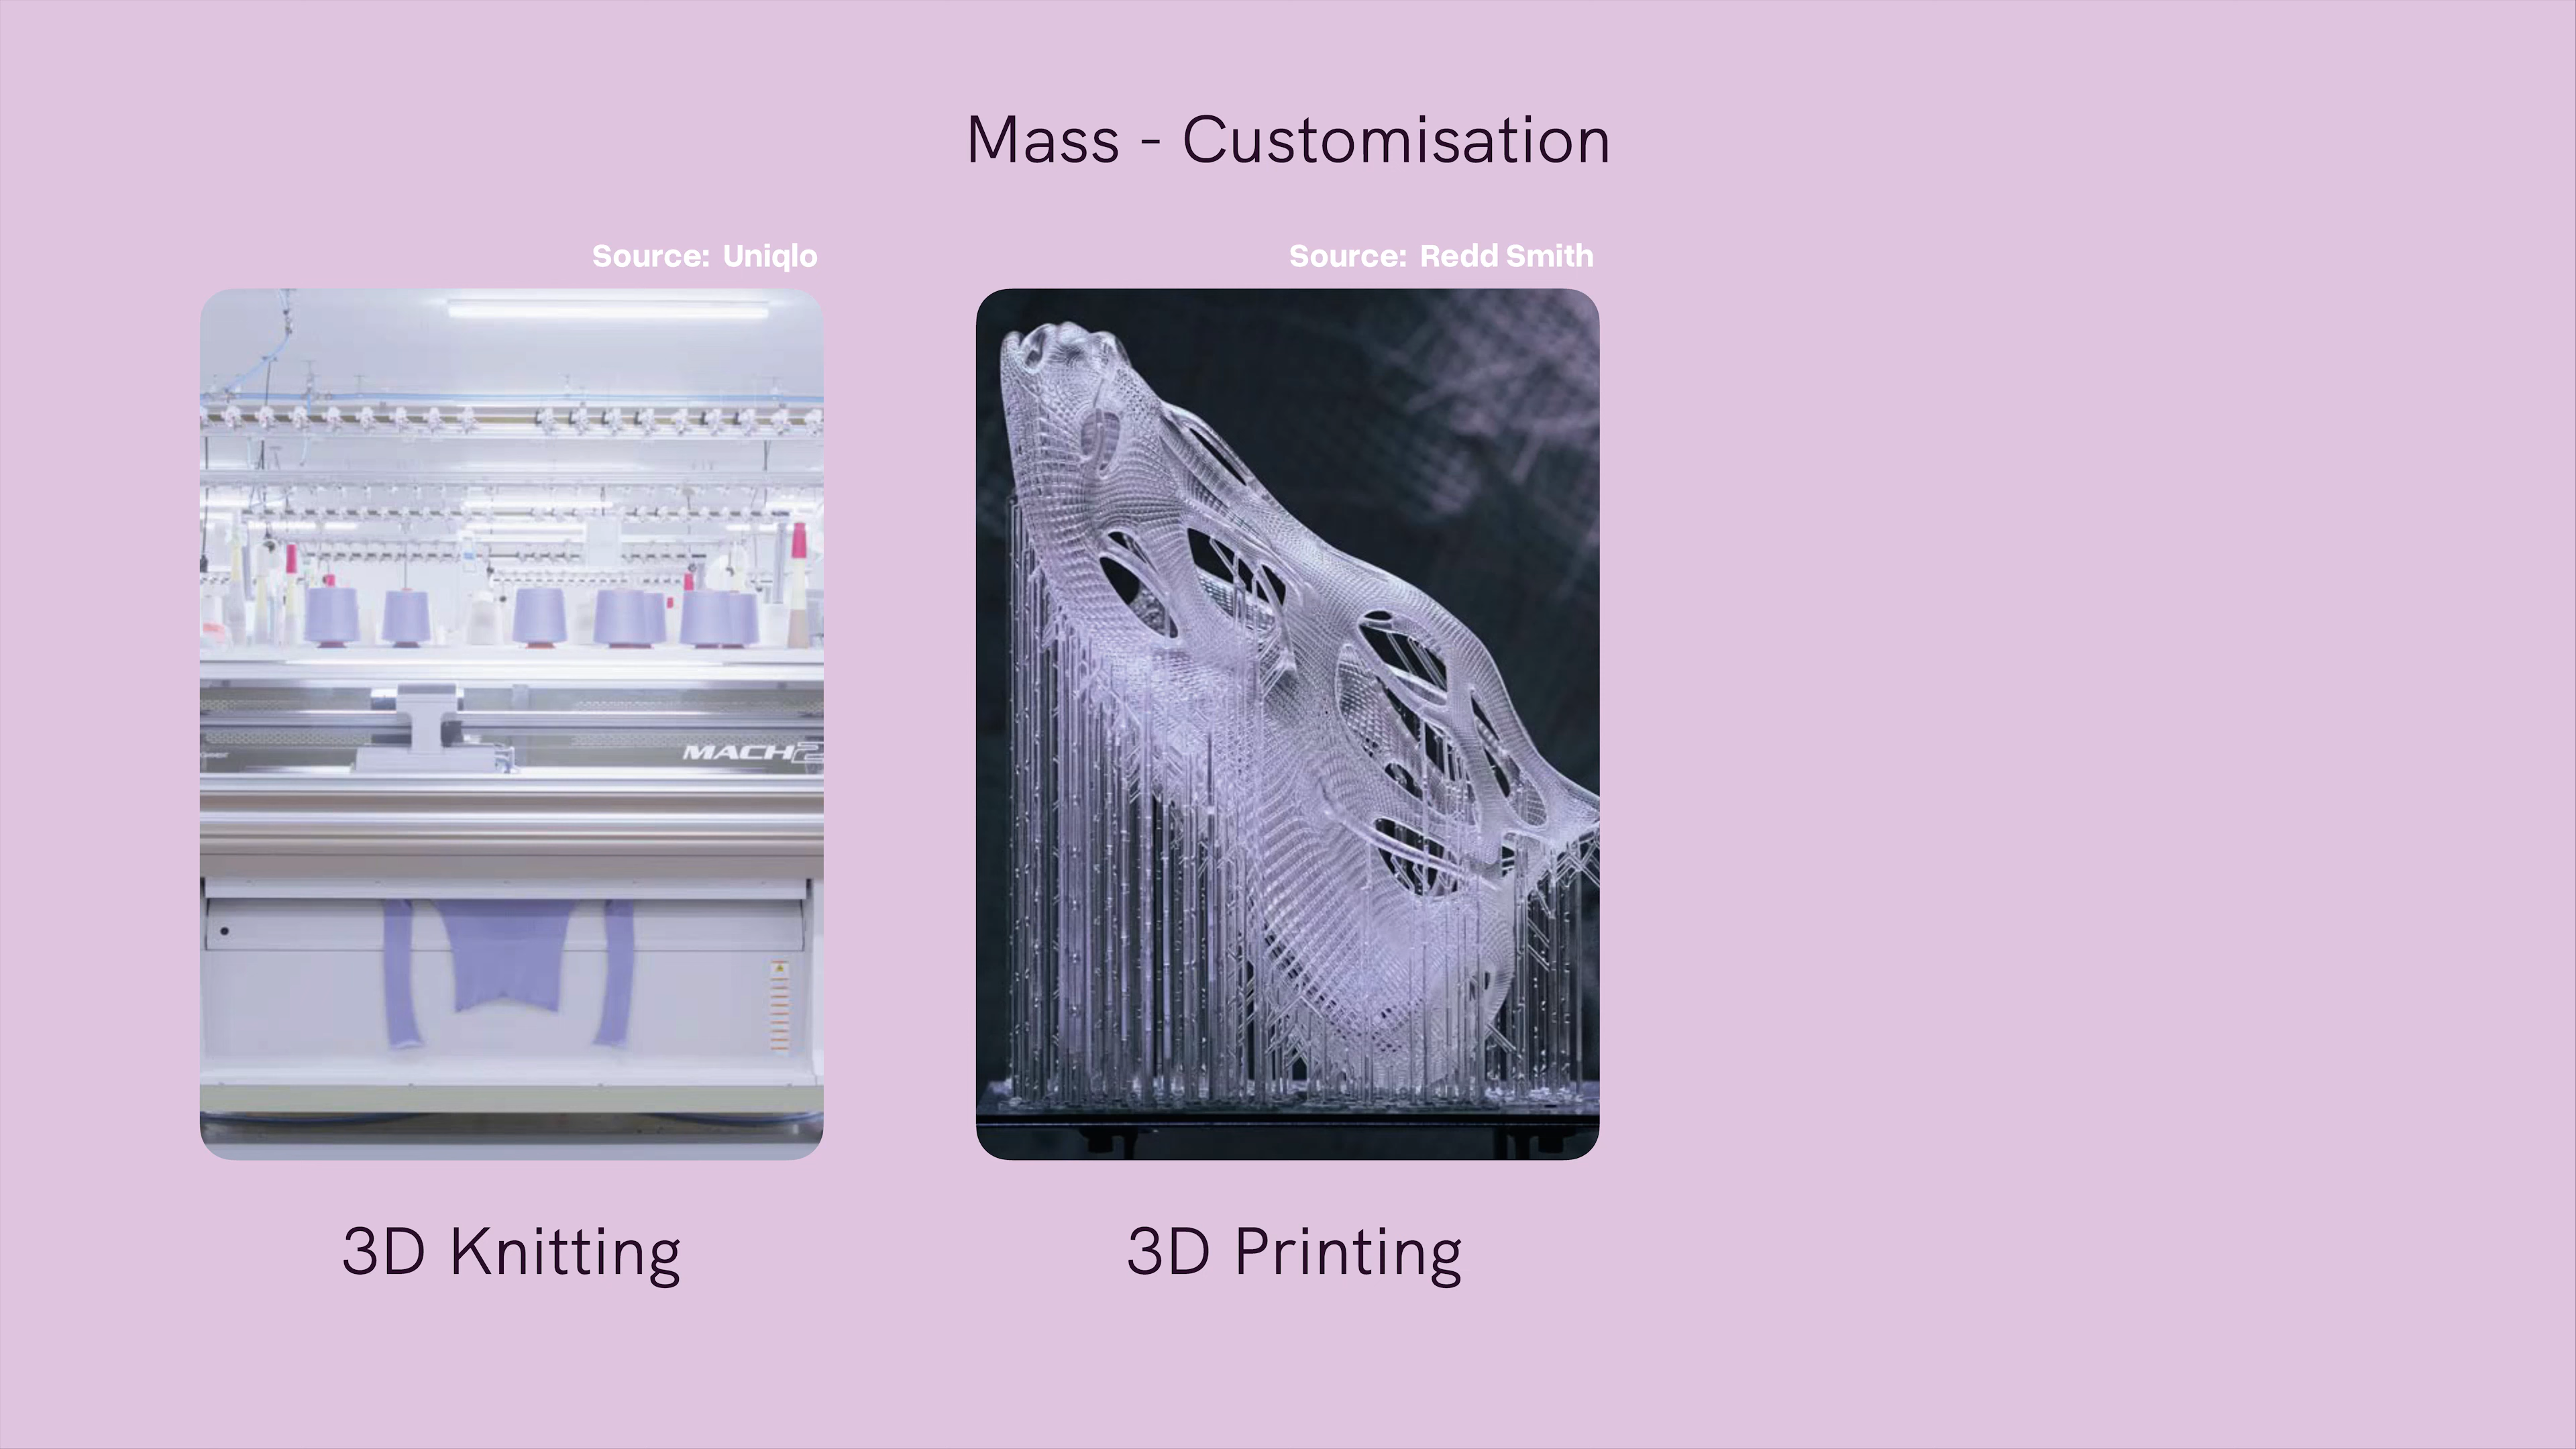 Mass - Customisation
Source: Uniqlo
Source: Redd Smith
MACH2
3D Knitting
3D Printing